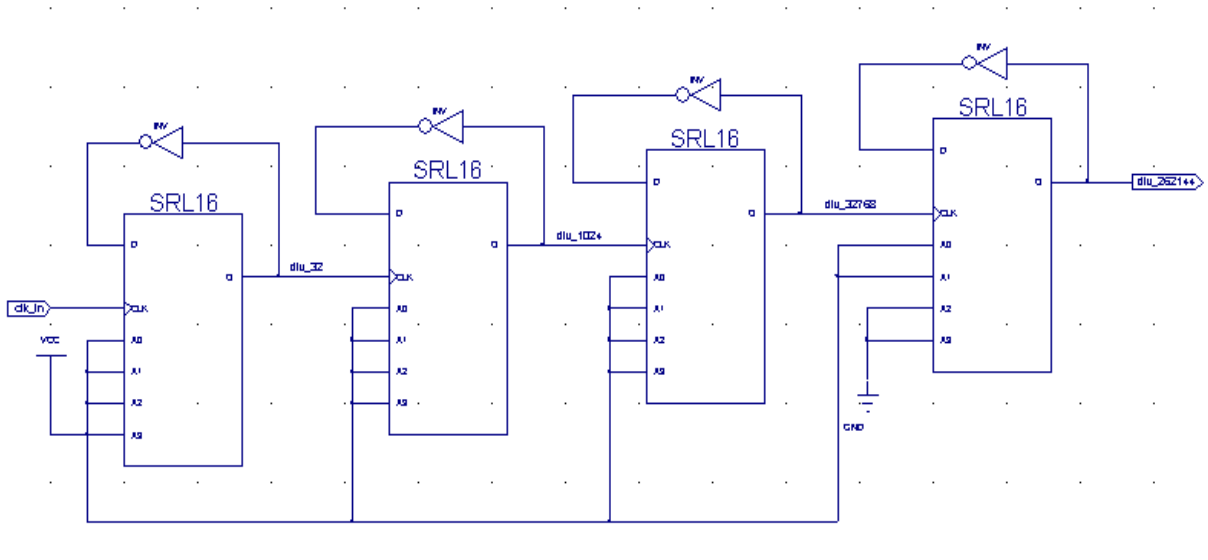 INV
SRL16
D
Q
CLK
A0
A1
A2
A3
clk_in
VCC
div_32
INV
SRL16
D
Q
CLK
A0
A1
A2
A3
div_1024
INV
SRL16
D
Q
CLK
A0
A1
A2
A3
div_32768
INV
SRL16
D
Q
CLK
A0
A1
A2
A3
GND
div_262144